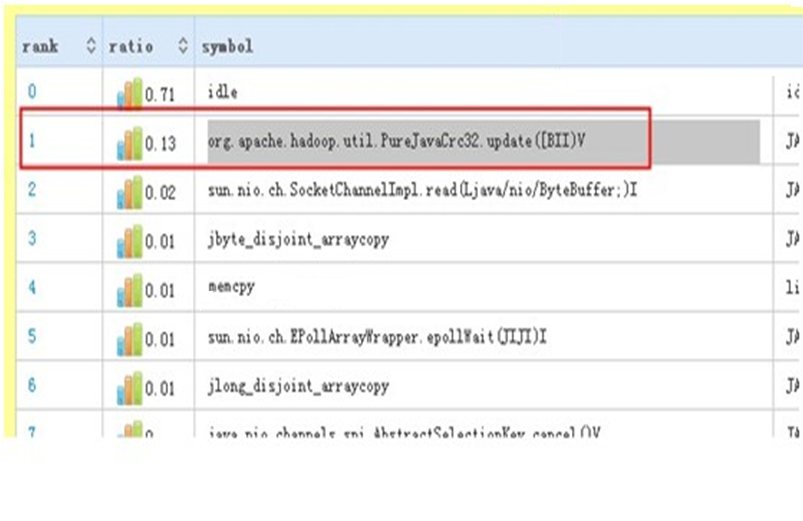 rank ratio symbol
0 0.71 idle
1 0.13 org.apache.hadoop.util.PureJavaCrc32.update([BII)V JA
2 0.02 sun.nio.ch.SocketChannelImpl.read(Ljava/nio/ByteBuffer;)I JA
3 0.01 jbyte_disjoint_arraycopy JA
4 0.01 memcpy li
5 0.01 sun.nio.ch.EPollArrayWrapper.epollWait(JIJI)I JA
6 0.01 jlong_disjoint_arraycopy JA
7 0 java.nio.channels.spi.AbstractSelectionKey.cancel()V JA